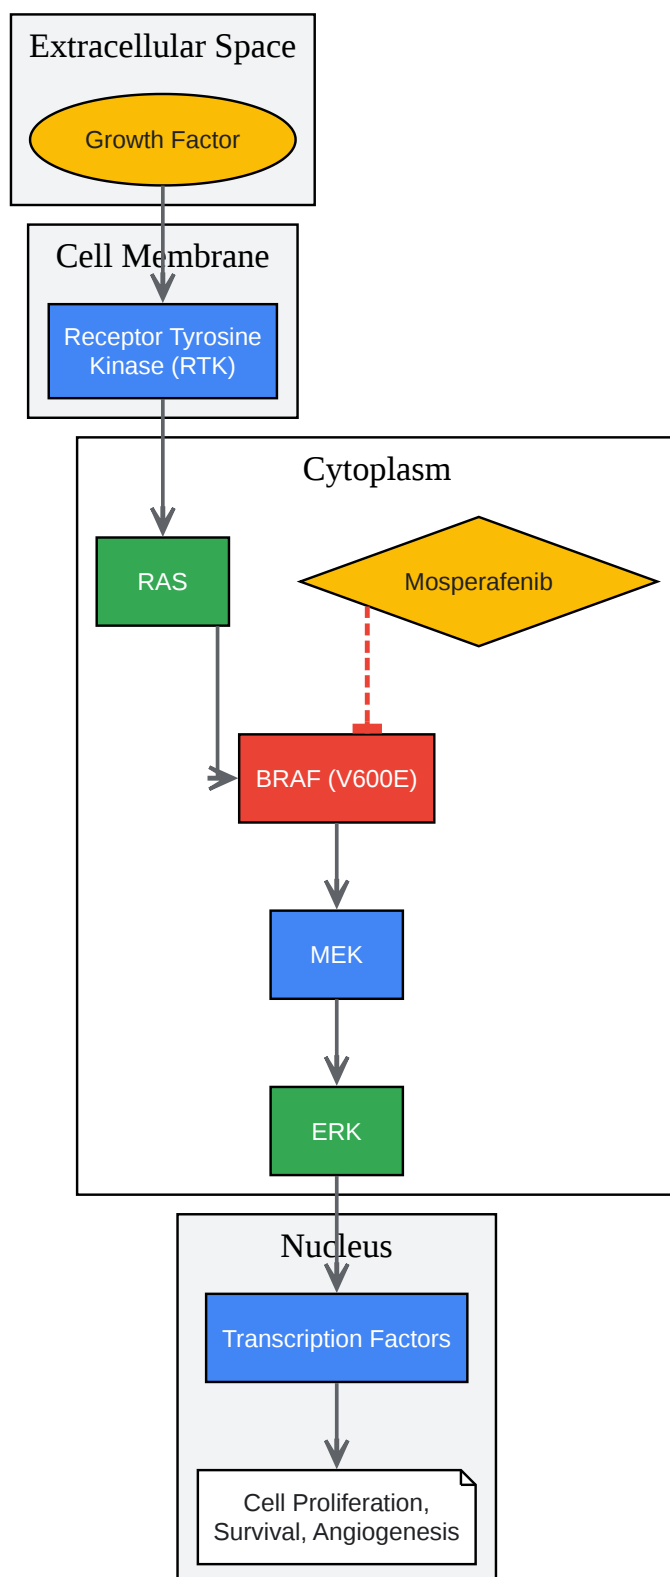 Extracellular Space
Growth Factor
Cell Membrane
Receptor Tyrosine
Kinase (RTK)
Cytoplasm
RAS
Mosperafenib
BRAF (V600E)
MEK
ERK
Nucleus
Transcription Factors
Cell Proliferation,
Survival, Angiogenesis